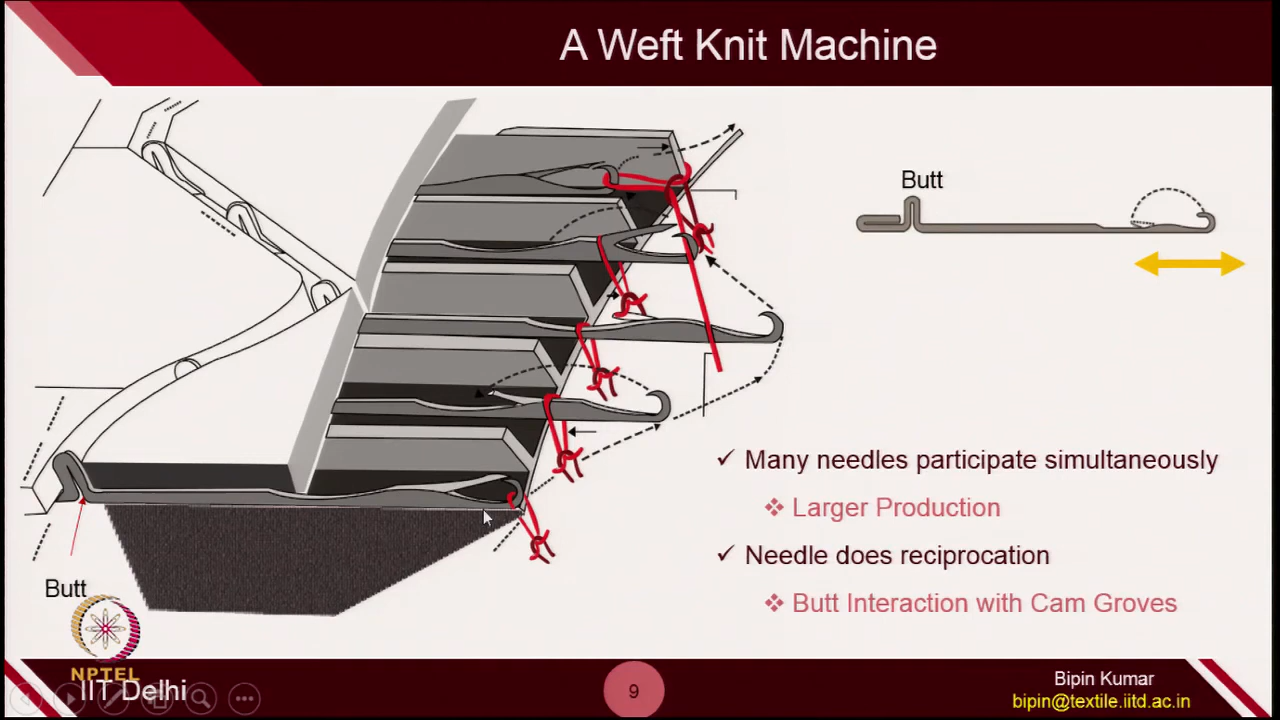 A Weft Knit Machine
Butt
✓ Many needles participate simultaneously
❖ Larger Production
✓ Needle does reciprocation
❖ Butt Interaction with Cam Groves
Butt
NPTEL
IIT Delhi
9
Bipin Kumar
bipin@textile.iitd.ac.in